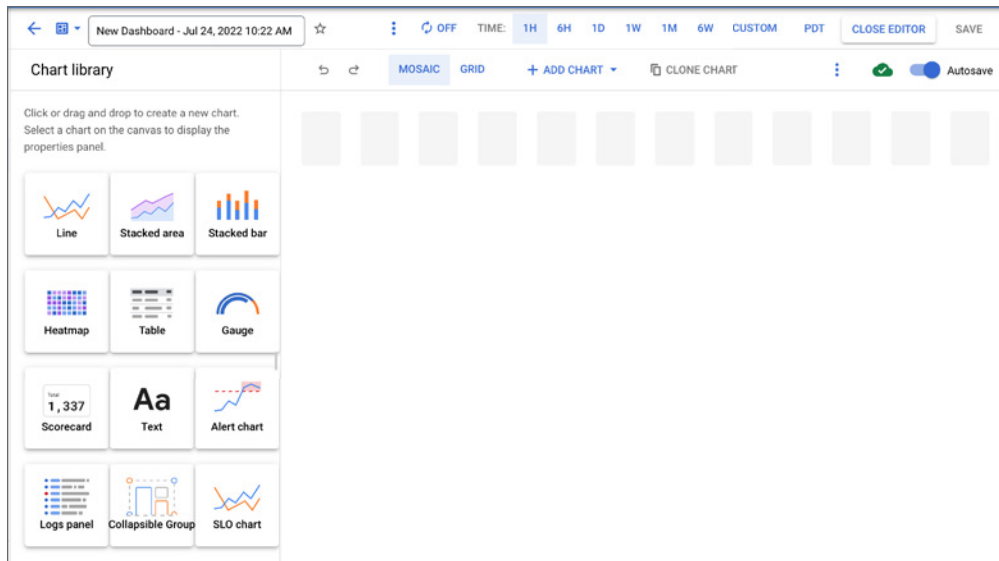 New Dashboard - Jul 24, 2022 10:22 AM
OFF
TIME: 1H 6H 1D 1W 1M 6W CUSTOM
PDT
CLOSE EDITOR
SAVE
Chart library
MOSAIC
GRID
+ ADD CHART
CLONE CHART
Autosave
Click or drag and drop to create a new chart.
Select a chart on the canvas to display the
properties panel.
Line
Stacked area
Stacked bar
Heatmap
Table
Gauge
Total
1,337
Scorecard
Aa
Text
Alert chart
Logs panel
Collapsible Group
SLO chart